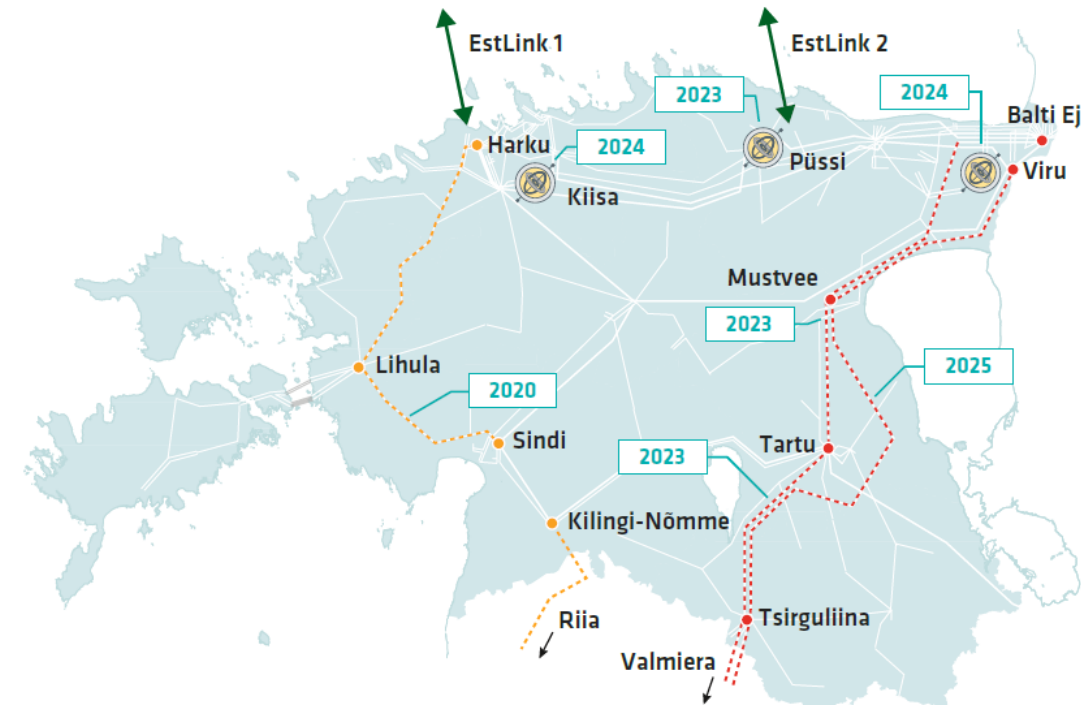 EstLink 1
EstLink 2
2023
2024
Balti Ej
Harku
2024
Püssi
Viru
Kiisa
Mustvee
2023
Lihula
2025
2020
Sindi
Tartu
2023
Kilingi-Nõmme
Riia
Tsirguliina
Valmiera